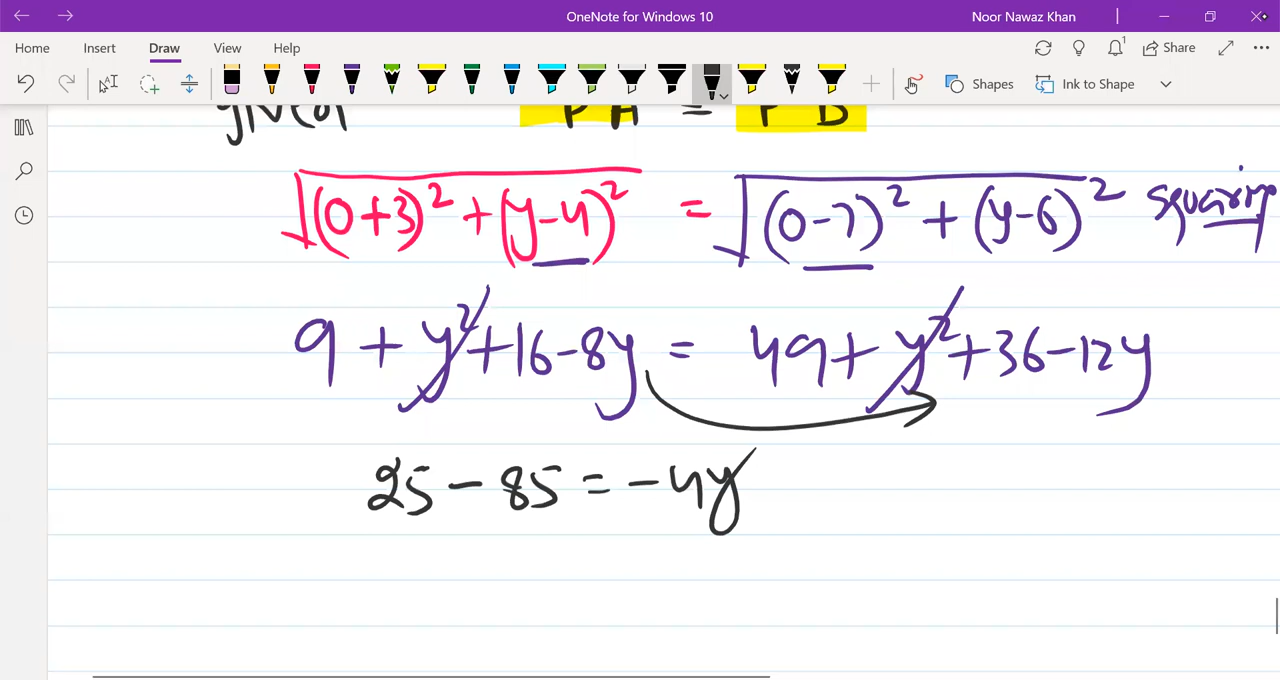 OneNote for Windows 10
Noor Nawaz Khan
Home Insert Draw View Help
Share
Shapes
Ink to Shape
PA = PB
√(0+3)² + (y-4)² = √(0-7)² + (y-6)² squaring
9 + y² + 16 - 8y = 49 + y² + 36 - 12y
25 - 85 = -4y